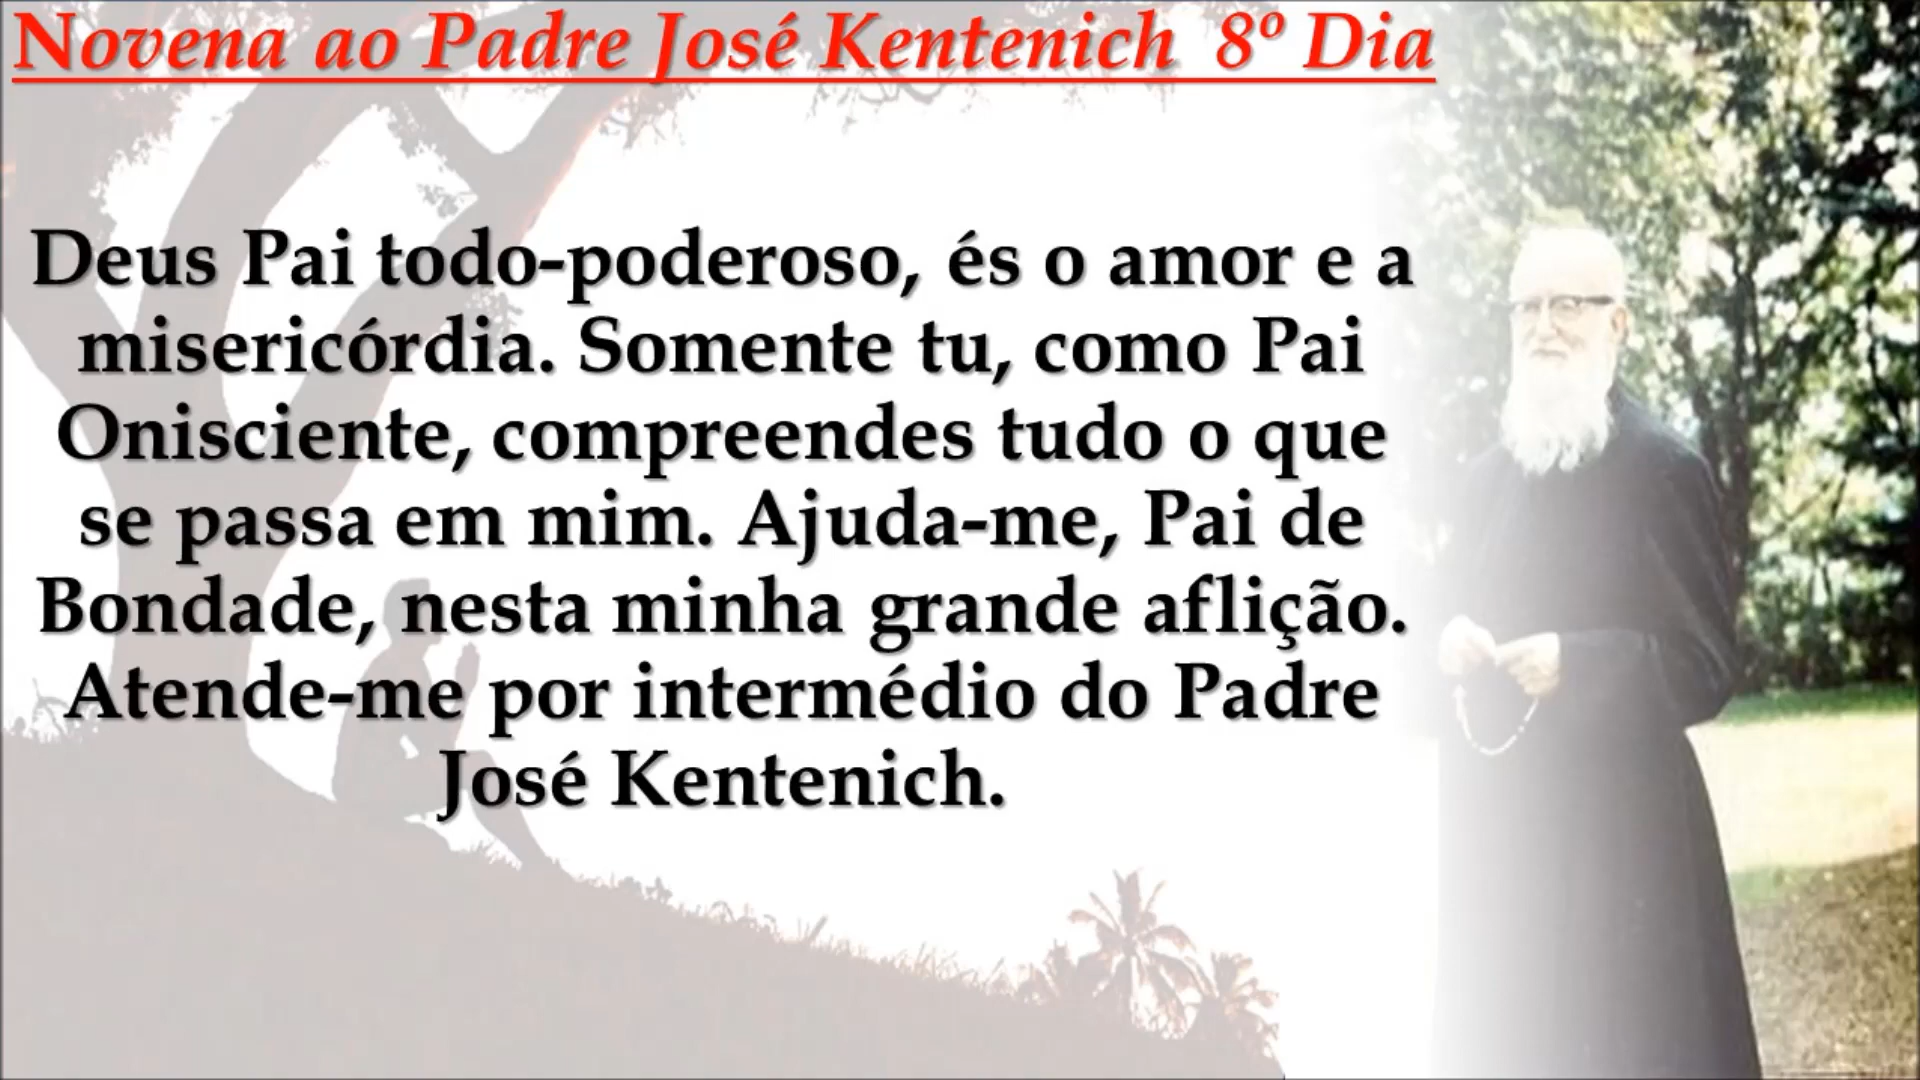 Novena ao Padre José Kentenich 8º Dia
Deus Pai todo-poderoso, és o amor e a
misericórdia. Somente tu, como Pai
Onisciente, compreendes tudo o que
se passa em mim. Ajuda-me, Pai de
Bondade, nesta minha grande aflição.
Atende-me por intermédio do Padre
José Kentenich.